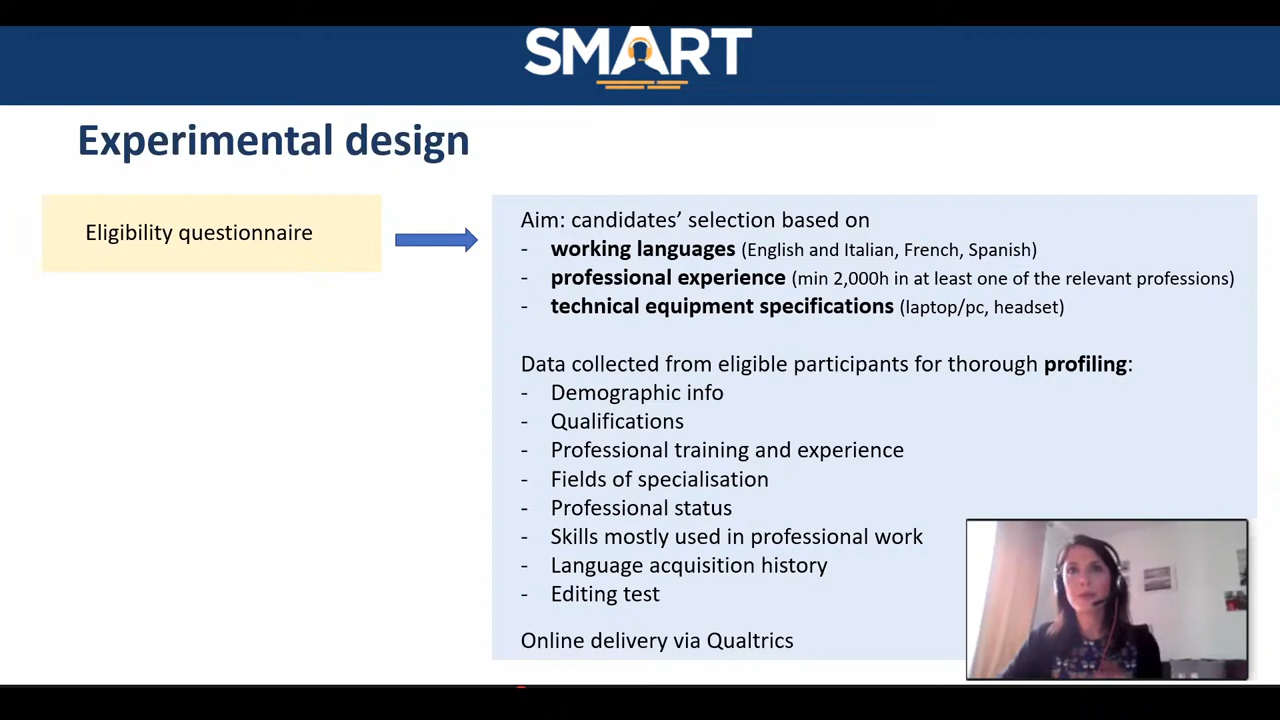 SMART
Experimental design
Eligibility questionnaire
Aim: candidates’ selection based on
- working languages (English and Italian, French, Spanish)
- professional experience (min 2,000h in at least one of the relevant professions)
- technical equipment specifications (laptop/pc, headset)
Data collected from eligible participants for thorough profiling:
- Demographic info
- Qualifications
- Professional training and experience
- Fields of specialisation
- Professional status
- Skills mostly used in professional work
- Language acquisition history
- Editing test
Online delivery via Qualtrics